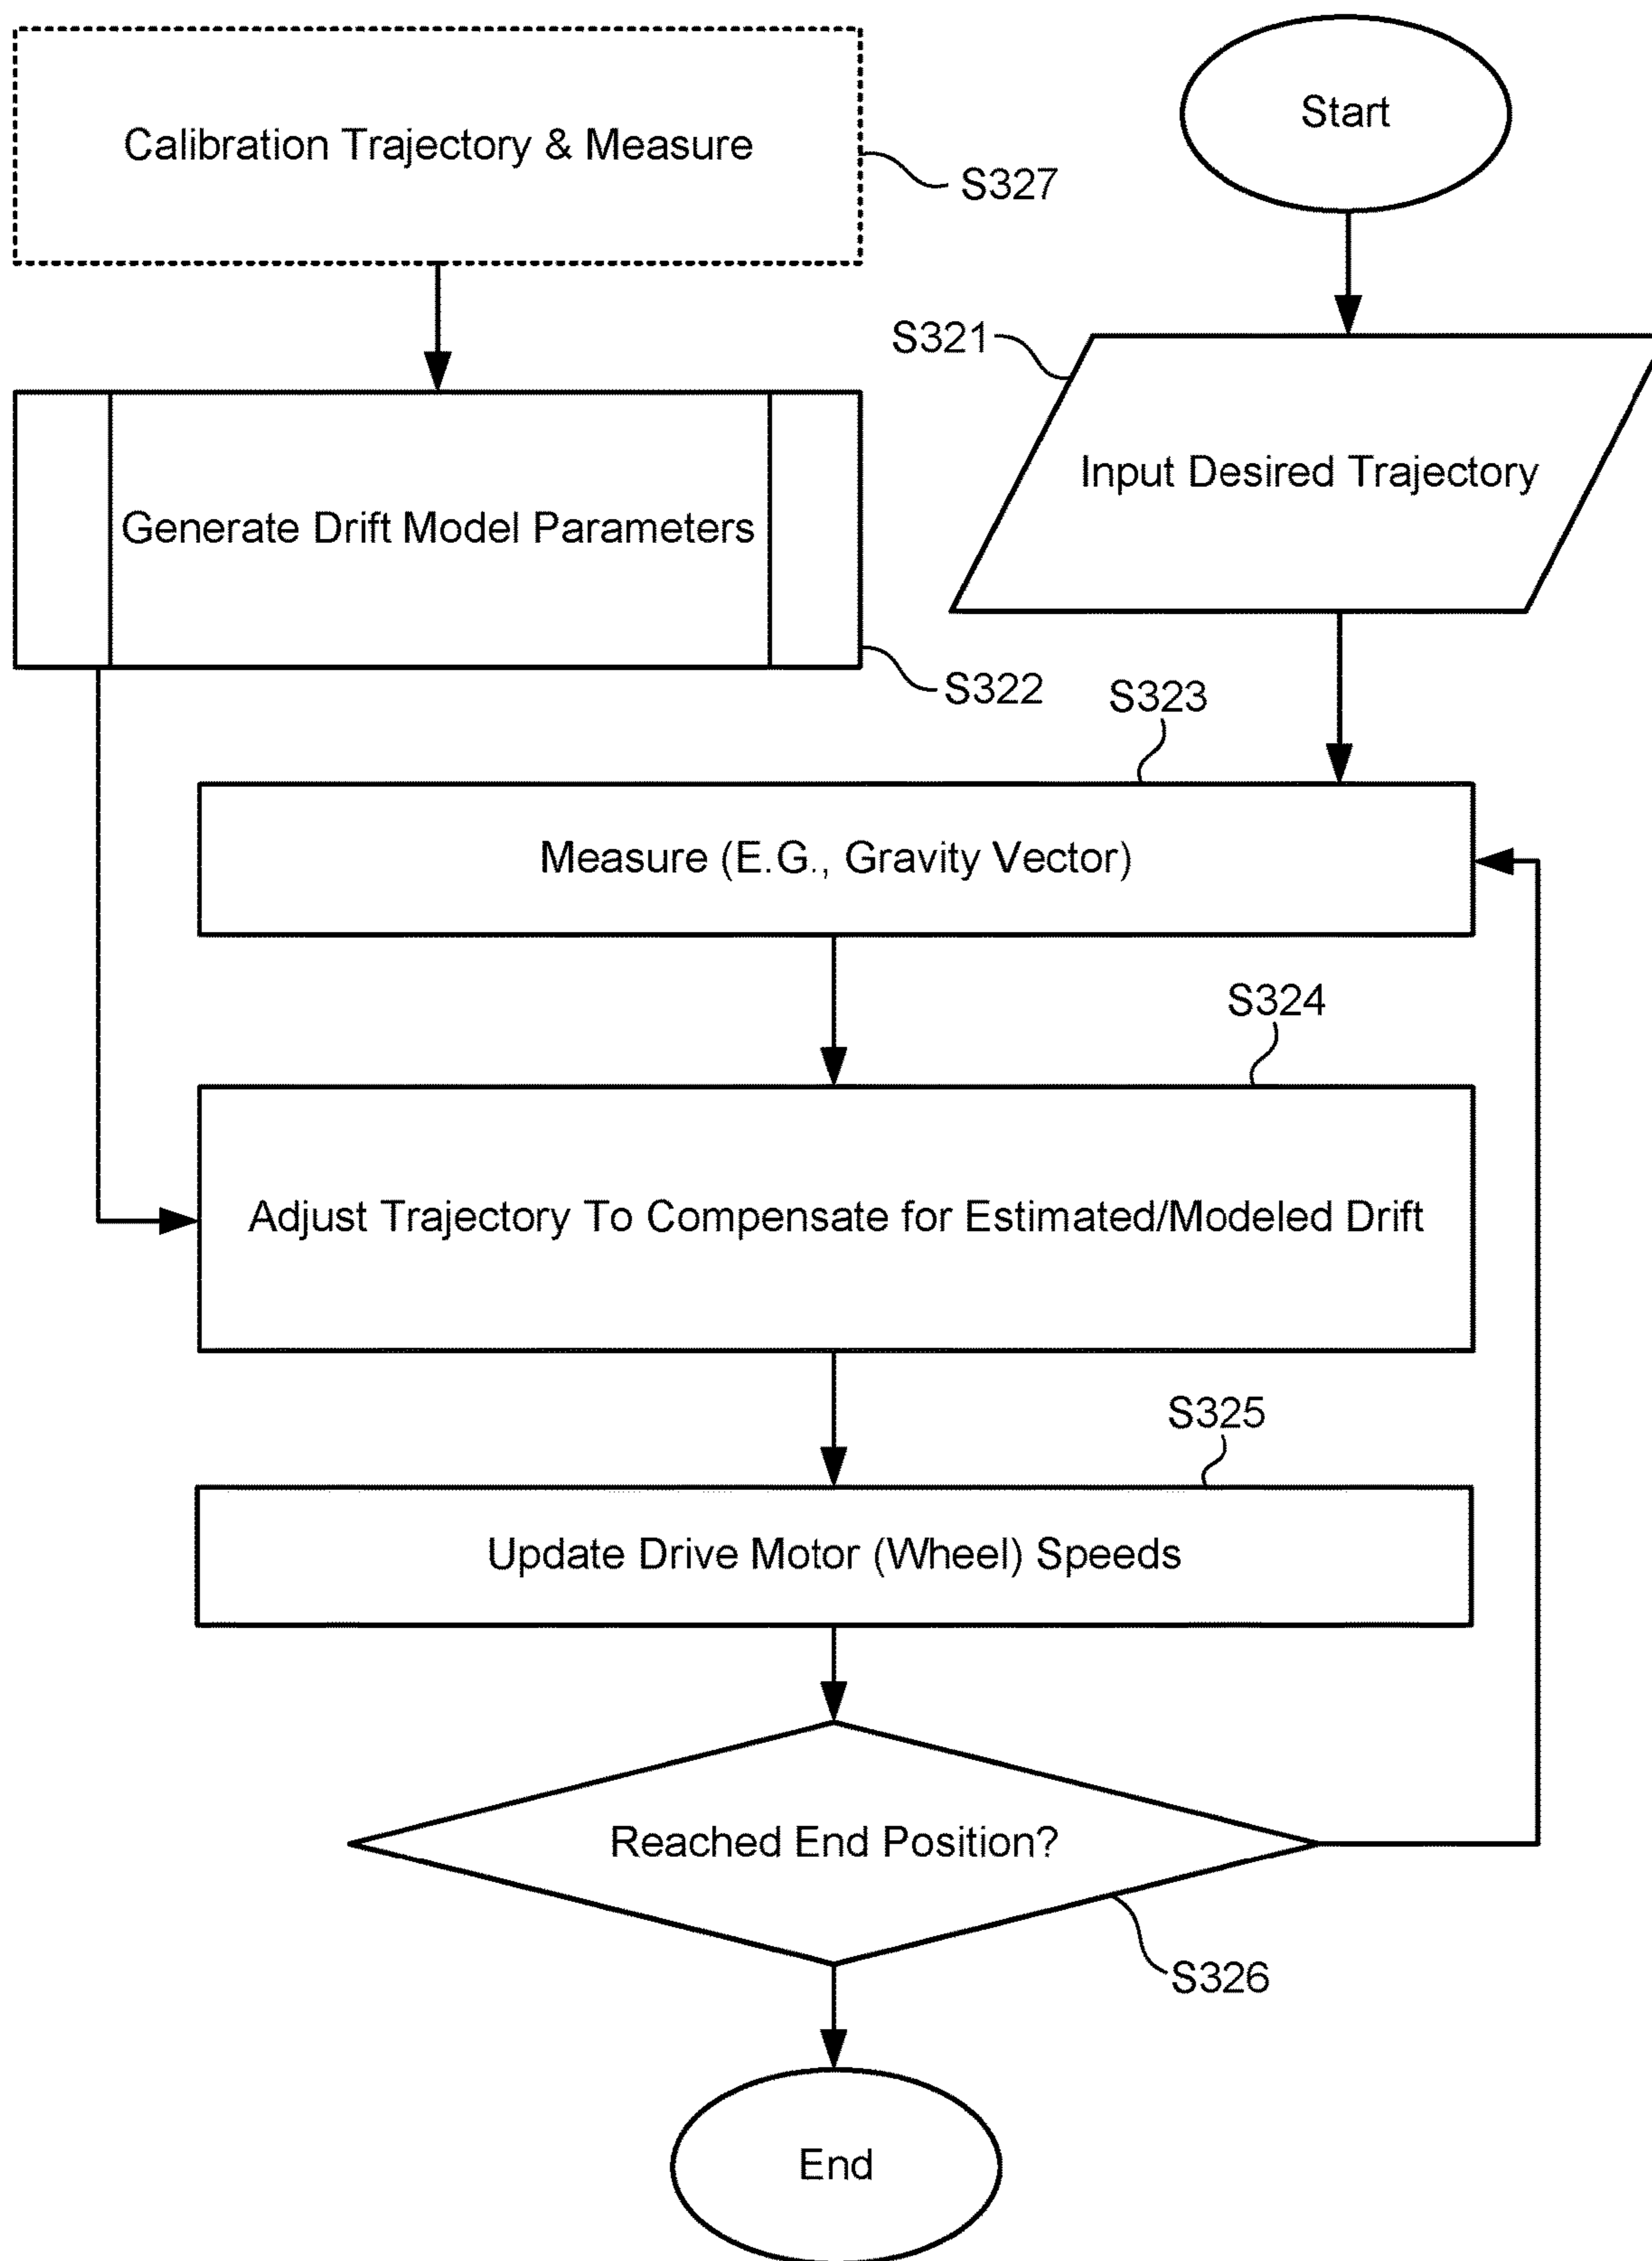 Calibration Trajectory & Measure
S327
Start
S321
Input Desired Trajectory
Generate Drift Model Parameters
S322
S323
Measure (E.G., Gravity Vector)
S324
Adjust Trajectory To Compensate for Estimated/Modeled Drift
S325
Update Drive Motor (Wheel) Speeds
Reached End Position?
S326
End